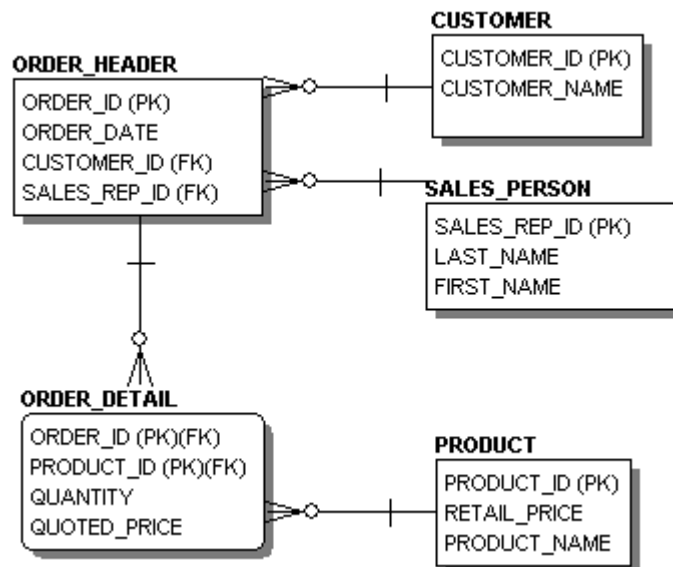 CUSTOMER
CUSTOMER_ID (PK)
CUSTOMER_NAME
ORDER_HEADER
ORDER_ID (PK)
ORDER_DATE
CUSTOMER_ID (FK)
SALES_REP_ID (FK)
SALES_PERSON
SALES_REP_ID (PK)
LAST_NAME
FIRST_NAME
ORDER_DETAIL
ORDER_ID (PK)(FK)
PRODUCT_ID (PK)(FK)
QUANTITY
QUOTED_PRICE
PRODUCT
PRODUCT_ID (PK)
RETAIL_PRICE
PRODUCT_NAME